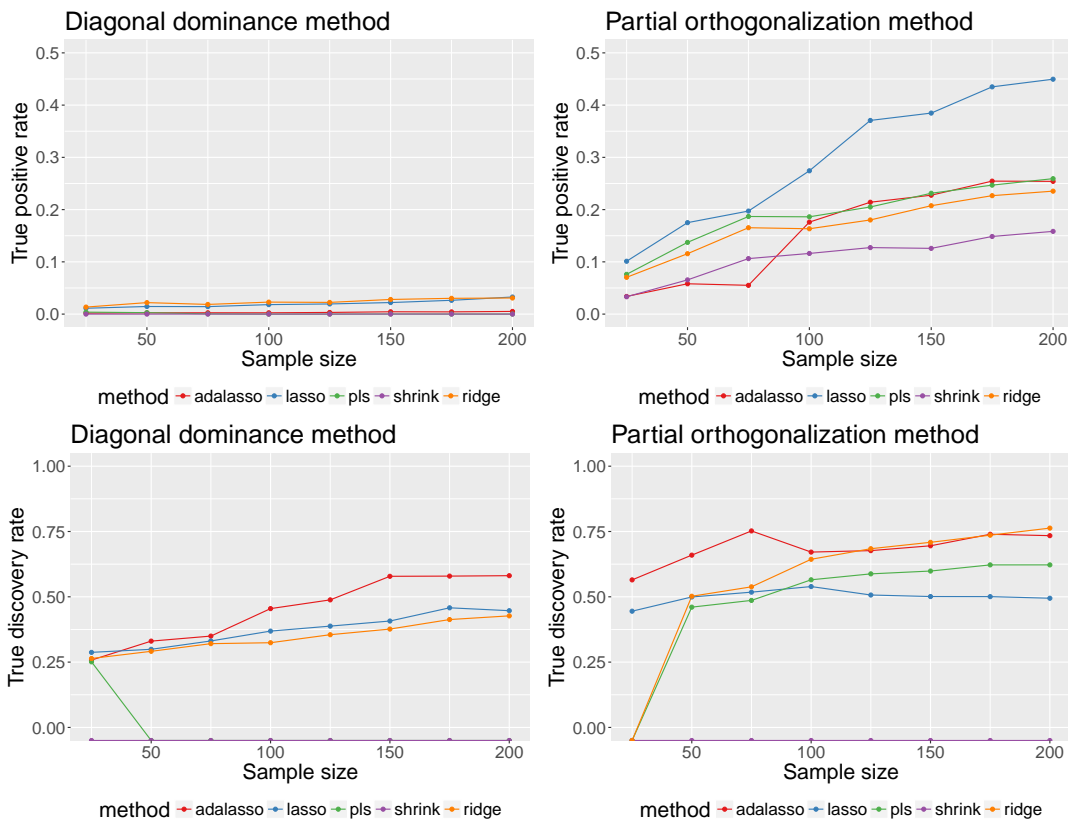 Diagonal dominance method
True positive rate
0.5
0.4
0.3
0.2
0.1
0.0
50
100
150
200
Sample size
method adalasso lasso pls shrink ridge
Partial orthogonalization method
True positive rate
0.5
0.4
0.3
0.2
0.1
0.0
50
100
150
200
Sample size
method adalasso lasso pls shrink ridge
Diagonal dominance method
True discovery rate
1.00
0.75
0.50
0.25
0.00
50
100
150
200
Sample size
method adalasso lasso pls shrink ridge
Partial orthogonalization method
True discovery rate
1.00
0.75
0.50
0.25
0.00
50
100
150
200
Sample size
method adalasso lasso pls shrink ridge